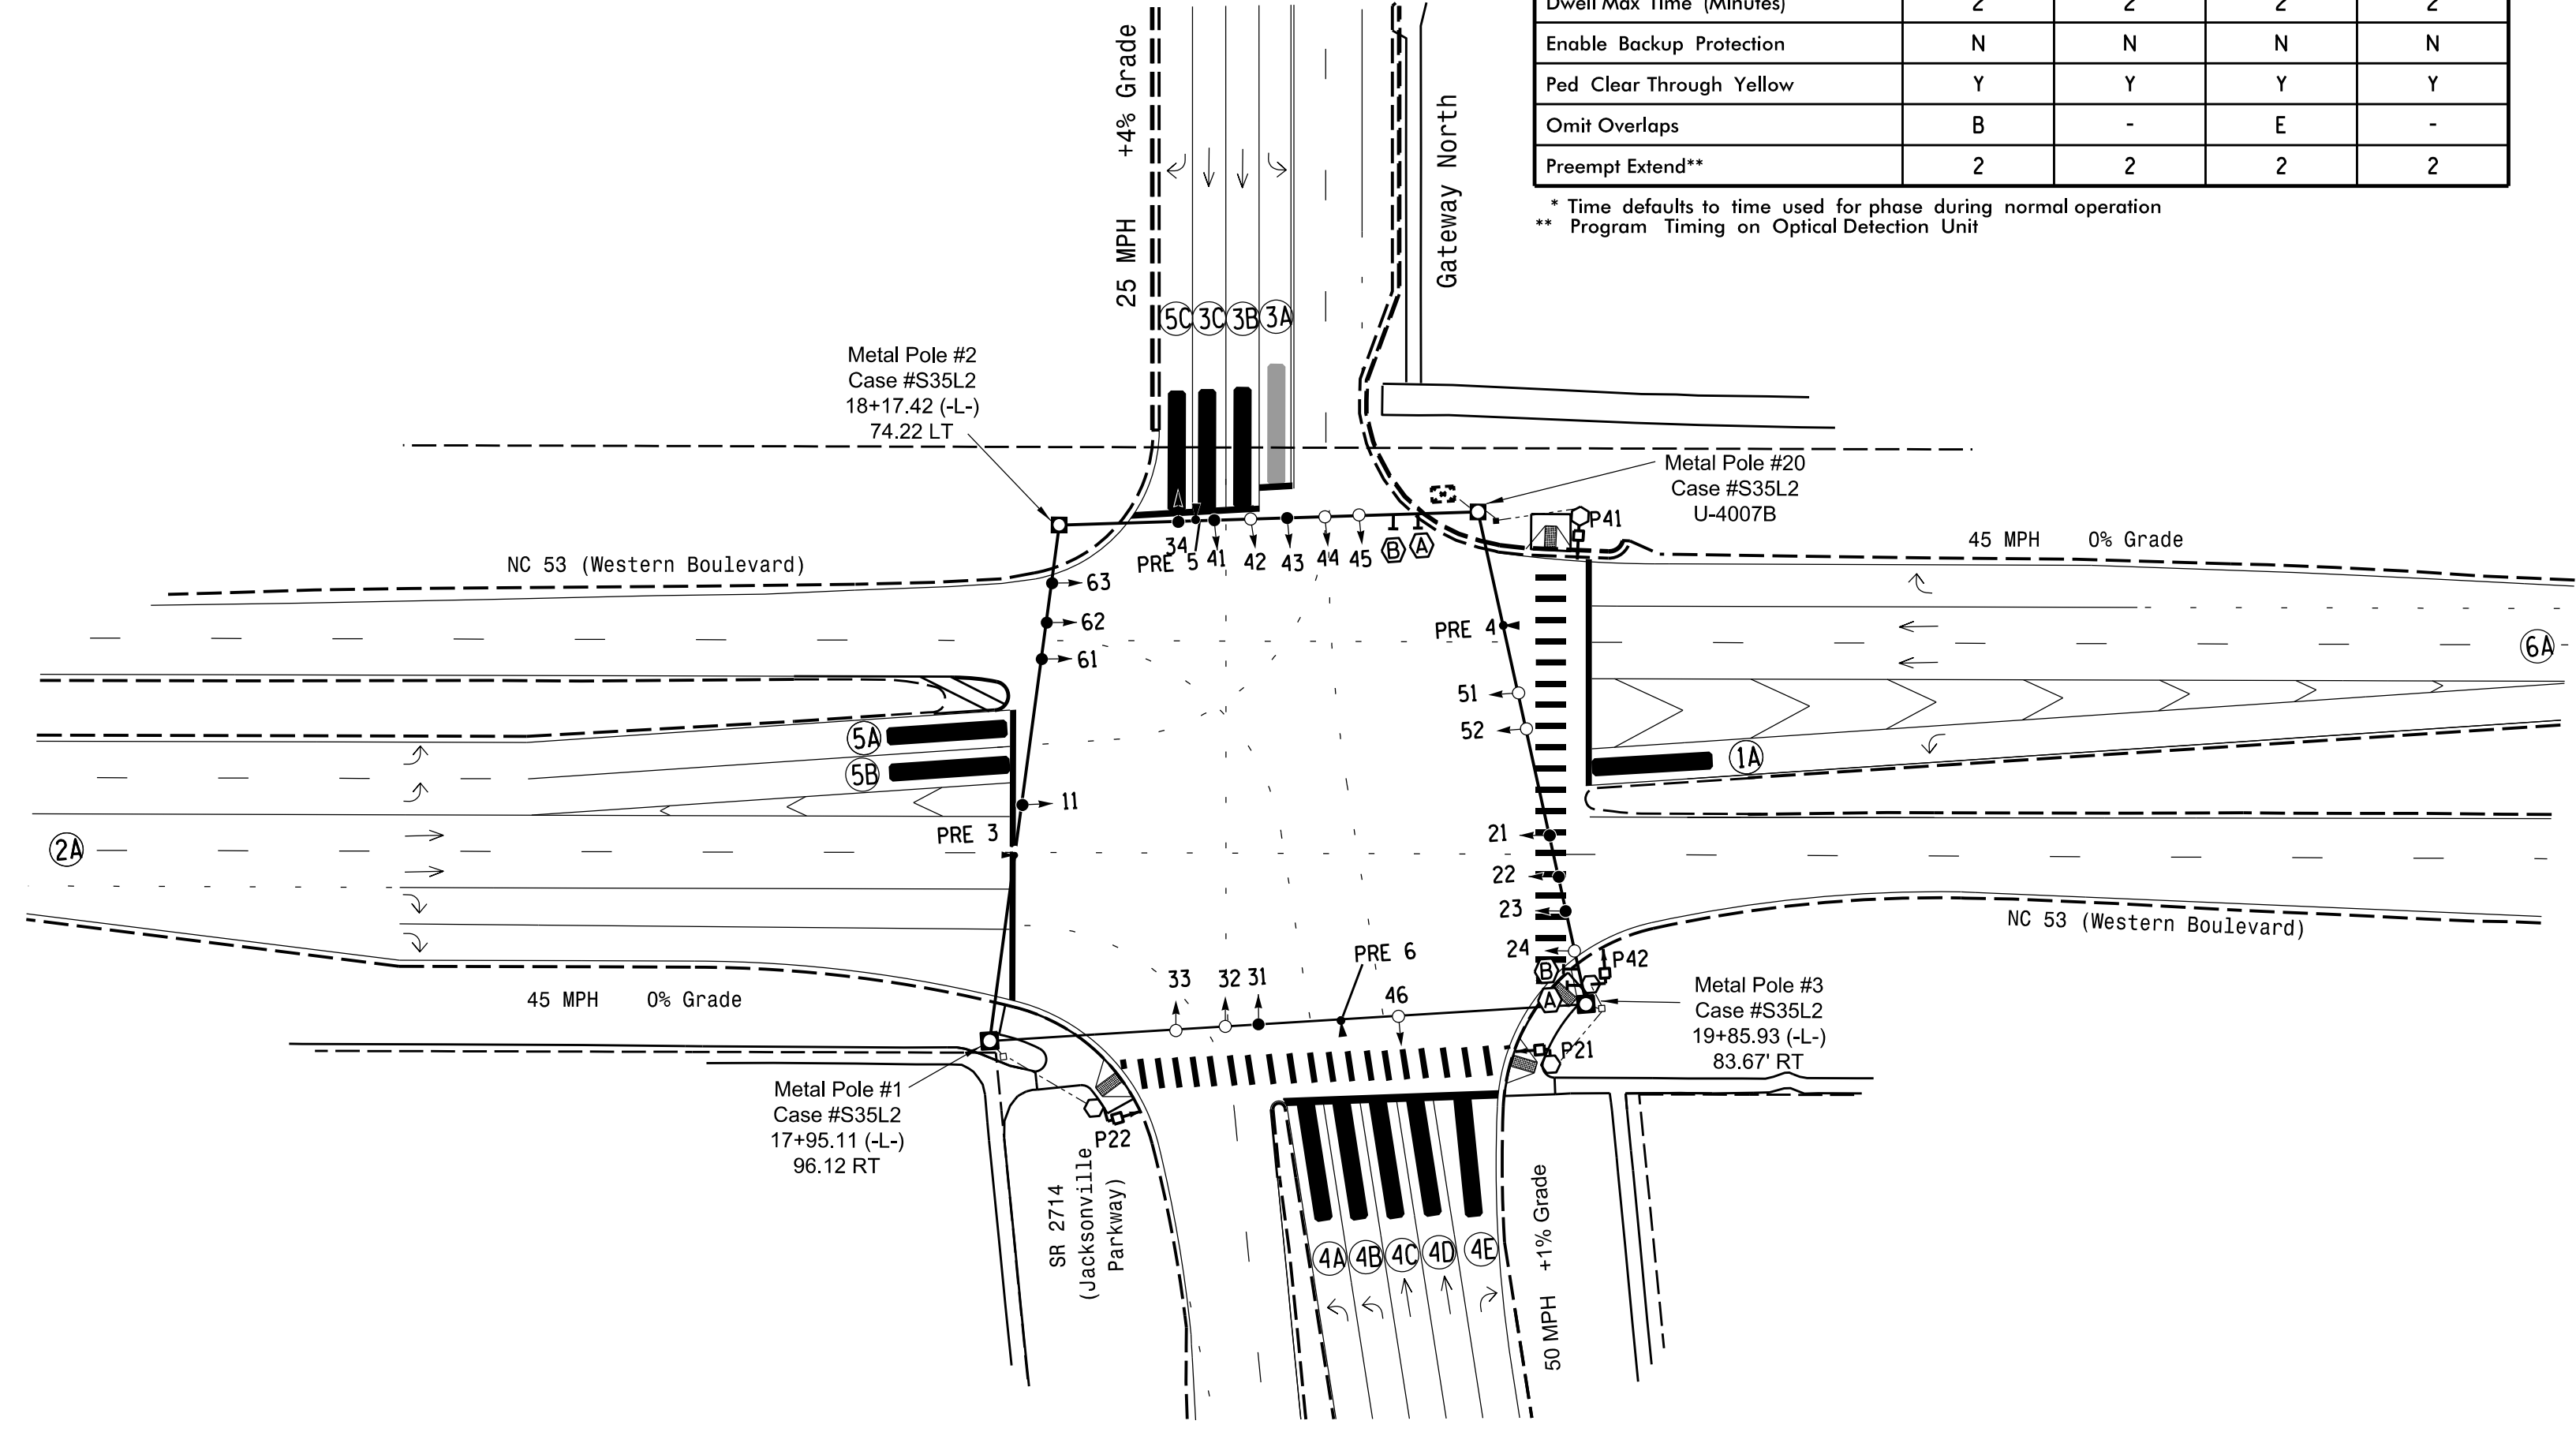 Dwell Max Time (Minutes) 2 2 2 2
Enable Backup Protection N N N N
Ped Clear Through Yellow Y Y Y Y
Omit Overlaps B - E -
Preempt Extend** 2 2 2 2
* Time defaults to time used for phase during normal operation
** Program Timing on Optical Detection Unit
25 MPH +4% Grade
Gateway North
5C 3C 3B 3A
Metal Pole #2
Case #S35L2
18+17.42 (-L-)
74.22 LT
Metal Pole #20
Case #S35L2
U-4007B
P41
34
PRE 5 41 42 43 44 45 B A
45 MPH 0% Grade
NC 53 (Western Boulevard)
63
62
61
PRE 4
6A
51
52
5A
5B
1A
11
PRE 3
2A
21
22
23
24
NC 53 (Western Boulevard)
B
A
P42
PRE 6
33 32 31
46
45 MPH 0% Grade
Metal Pole #3
Case #S35L2
19+85.93 (-L-)
83.67' RT
P21
Metal Pole #1
Case #S35L2
17+95.11 (-L-)
96.12 RT
P22
SR 2714
(Jacksonville
Parkway)
4A 4B 4C 4D 4E
50 MPH +1% Grade